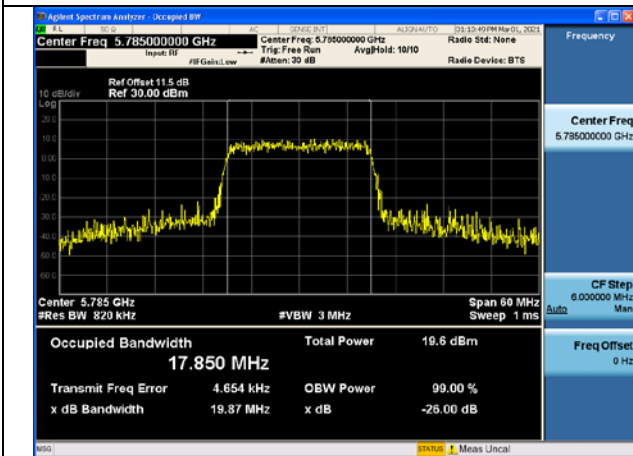 Agilent Spectrum Analyzer - Occupied BW
RL 50 Ω AC SENSE:INT ALIGN AUTO 01:10:49 PM Mar 01, 2021
Center Freq 5.785000000 GHz Center Freq: 5.785000000 GHz Radio Std: None
Input: RF Trig: Free Run Avg|Hold: 10/10
#IFGain:Low #Atten: 30 dB Radio Device: BTS
Ref Offset 11.5 dB
10 dB/div Ref 30.00 dBm
Log
20.0
10.0
0.00
-10.0
-20.0
-30.0
-40.0
-50.0
-60.0
Center 5.785 GHz Span 60 MHz
#Res BW 820 kHz #VBW 3 MHz Sweep 1 ms
Occupied Bandwidth Total Power 19.6 dBm
17.850 MHz
Transmit Freq Error 4.654 kHz OBW Power 99.00 %
x dB Bandwidth 19.87 MHz x dB -26.00 dB
MSG STATUS Meas Uncal
Frequency
Center Freq
5.785000000 GHz
CF Step
6.000000 MHz
Auto Man
Freq Offset
0 Hz